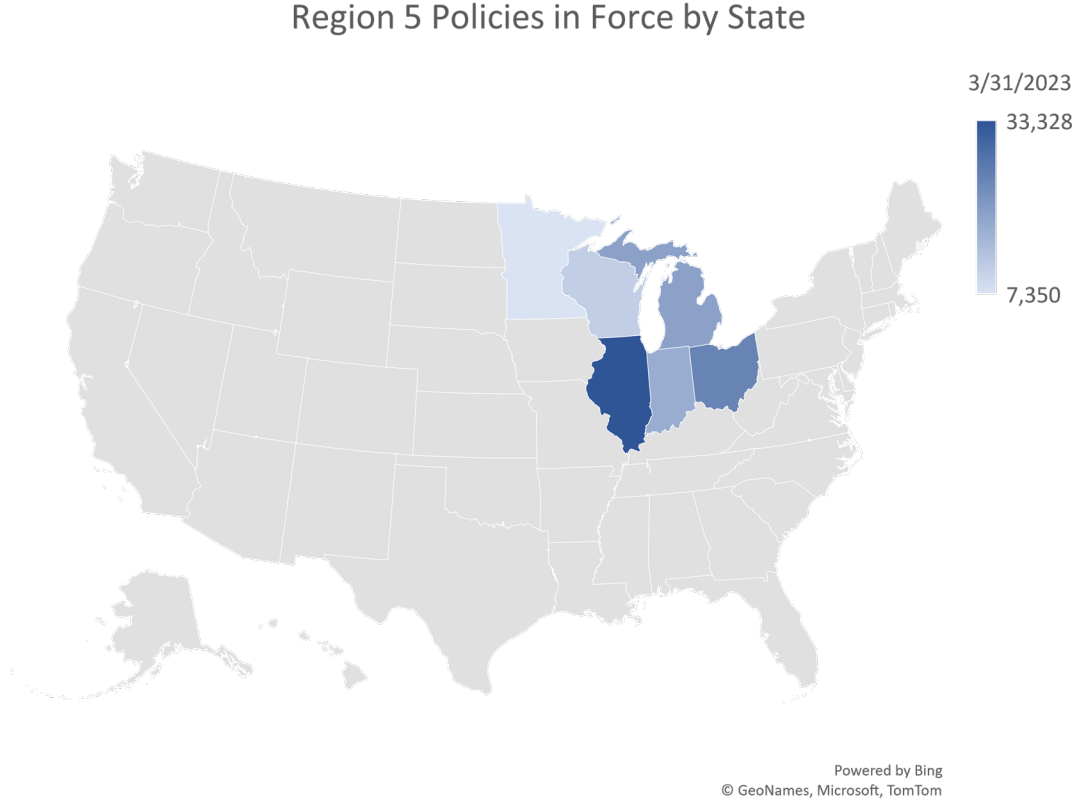 Region 5 Policies in Force by State
3/31/2023
33,328
7,350
Powered by Bing
© GeoNames, Microsoft, TomTom